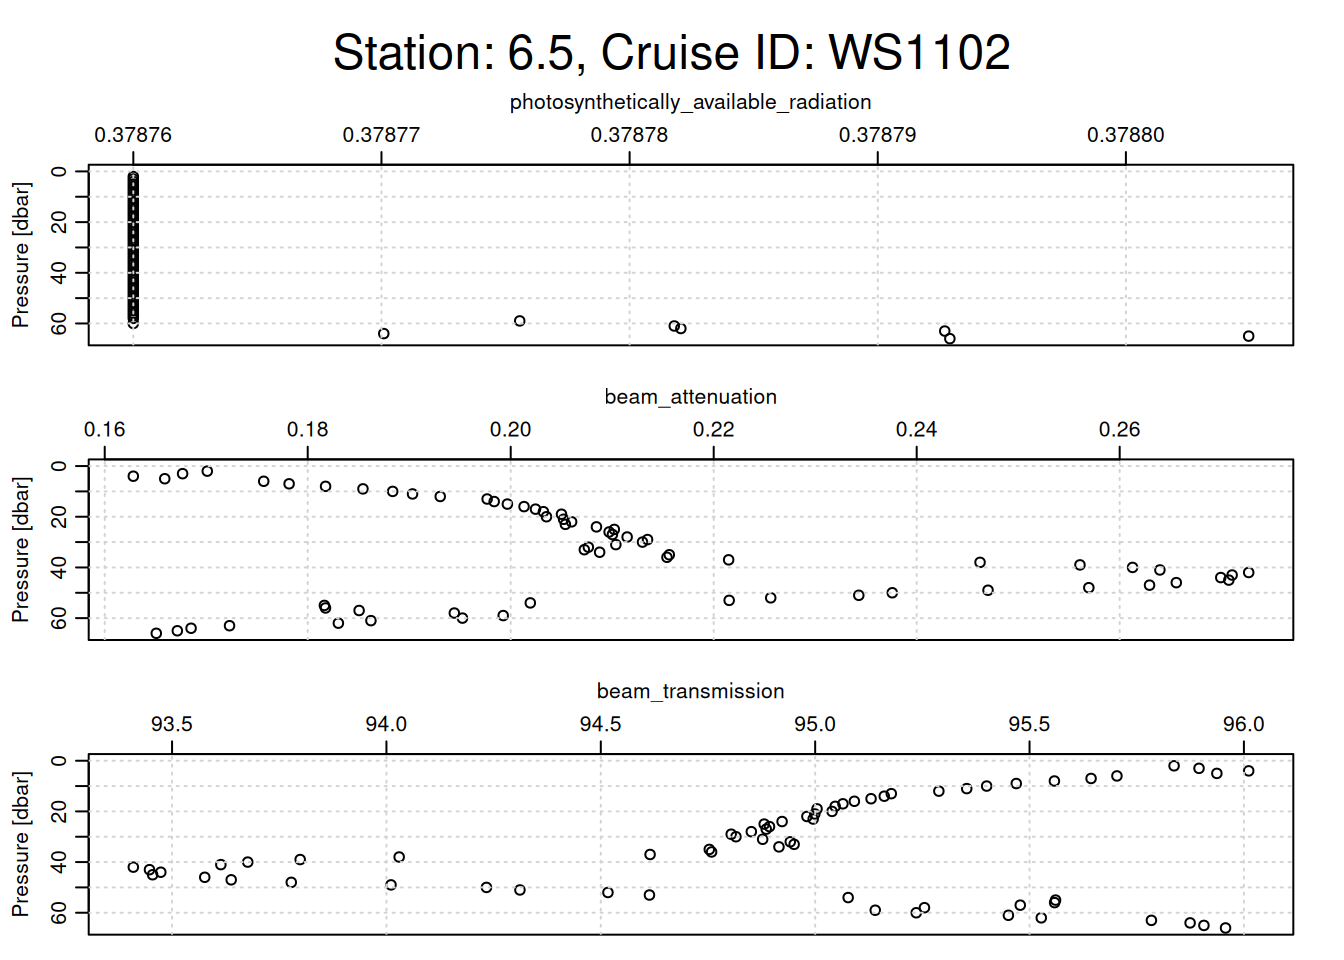 Station: 6.5, Cruise ID: WS1102
photosynthetically_available_radiation
0.37876 0.37877 0.37878 0.37879 0.37880
Pressure [dbar]
0 20 40 60
beam_attenuation
0.16 0.18 0.20 0.22 0.24 0.26
Pressure [dbar]
0 20 40 60
beam_transmission
93.5 94.0 94.5 95.0 95.5 96.0
Pressure [dbar]
0 20 40 60